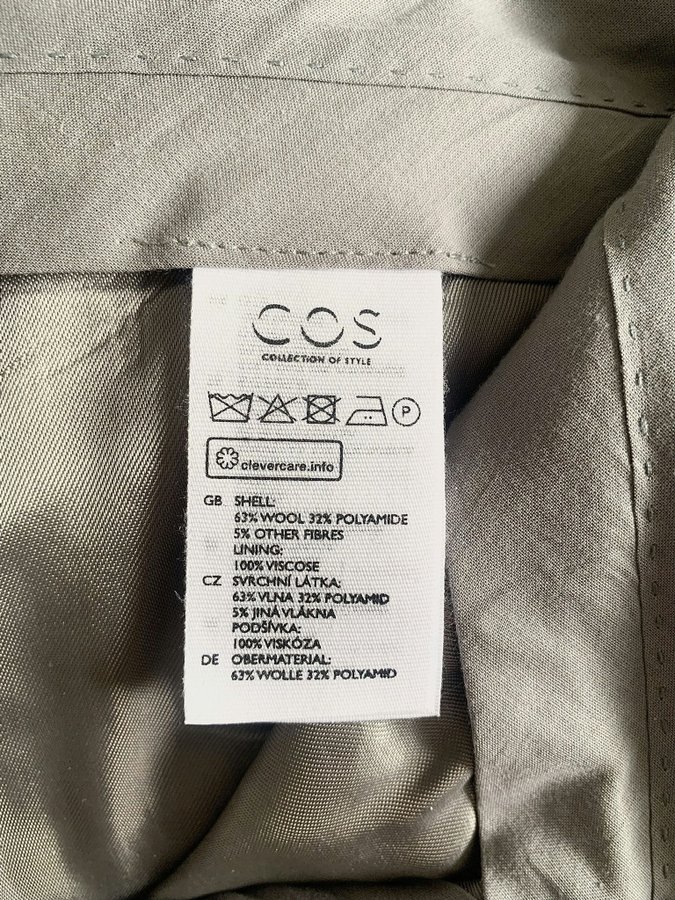 COS
COLLECTION OF STYLE
P
clevercare.info
GB SHELL:
63% WOOL 32% POLYAMIDE
5% OTHER FIBRES
LINING:
100% VISCOSE
CZ SVRCHNÍ LÁTKA:
63% VLNA 32% POLYAMID
5% JINÁ VLÁKNA
PODŠÍVKA:
100% VISKÓZA
DE OBERMATERIAL:
63% WOLLE 32% POLYAMID